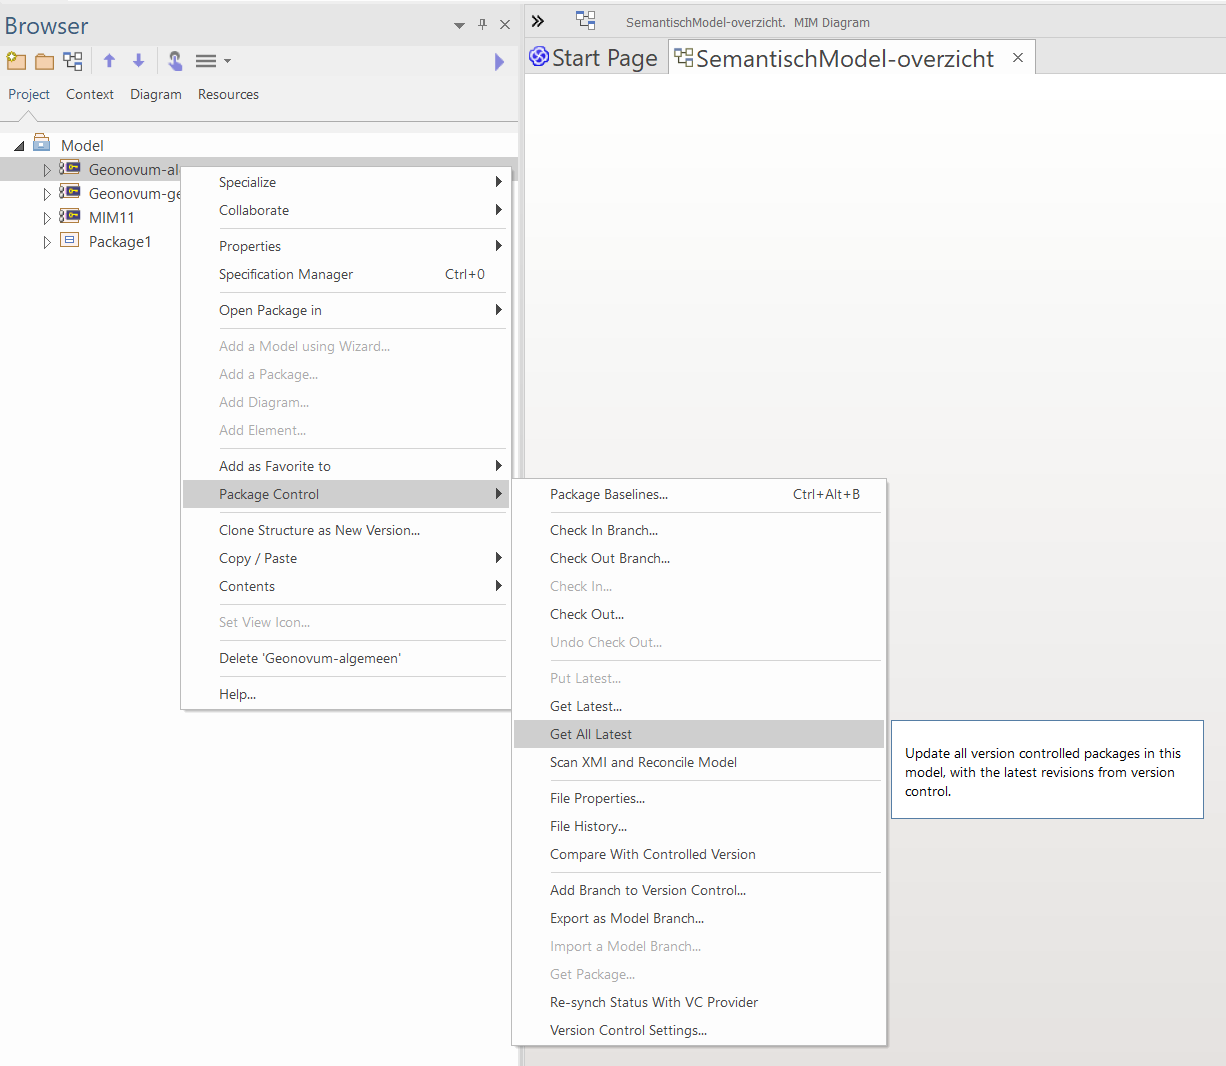 Browser
Project Context Diagram Resources
Model
Geonovum-al
Geonovum-ge
MIM11
Package1
SemantischModel-overzicht. MIM Diagram
Start Page
SemantischModel-overzicht
Specialize
Collaborate
Properties
Specification Manager Ctrl+0
Open Package in
Add a Model using Wizard...
Add a Package...
Add Diagram...
Add Element...
Add as Favorite to
Package Control
Clone Structure as New Version...
Copy / Paste
Contents
Set View Icon...
Delete 'Geonovum-algemeen'
Help...
Package Baselines... Ctrl+Alt+B
Check In Branch...
Check Out Branch...
Check In...
Check Out...
Undo Check Out...
Put Latest...
Get Latest...
Get All Latest
Scan XMI and Reconcile Model
File Properties...
File History...
Compare With Controlled Version
Add Branch to Version Control...
Export as Model Branch...
Import a Model Branch...
Get Package...
Re-synch Status With VC Provider
Version Control Settings...
Update all version controlled packages in this
model, with the latest revisions from version
control.